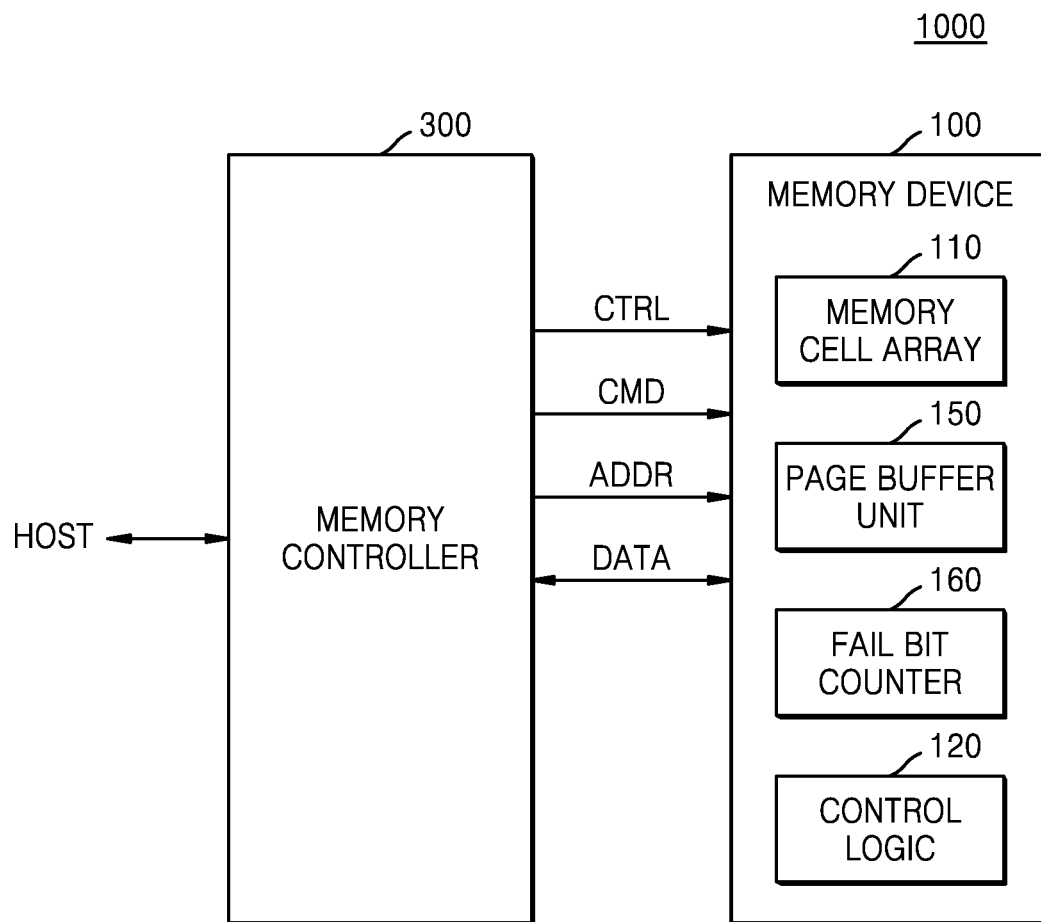 1000
300
100
MEMORY DEVICE
110
MEMORY
CELL ARRAY
CTRL
CMD
150
PAGE BUFFER
UNIT
ADDR
HOST
MEMORY
CONTROLLER
DATA
160
FAIL BIT
COUNTER
120
CONTROL
LOGIC